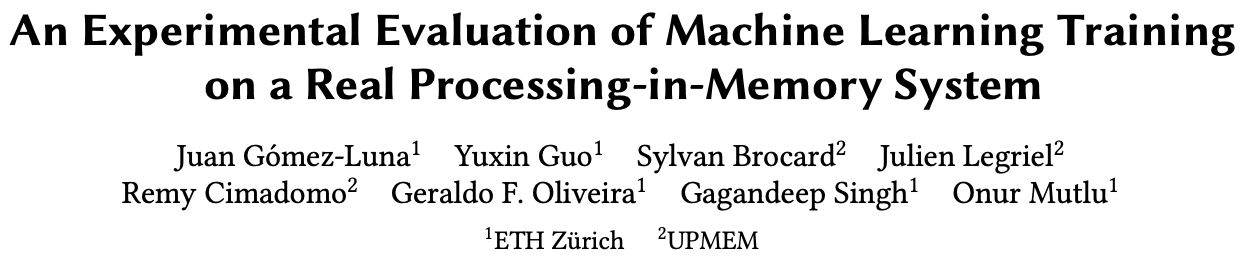 An Experimental Evaluation of Machine Learning Training
on a Real Processing-in-Memory System
Juan Gómez-Luna¹ Yuxin Guo¹ Sylvan Brocard² Julien Legriel²
Remy Cimadomo² Geraldo F. Oliveira¹ Gagandeep Singh¹ Onur Mutlu¹
¹ETH Zürich ²UPMEM